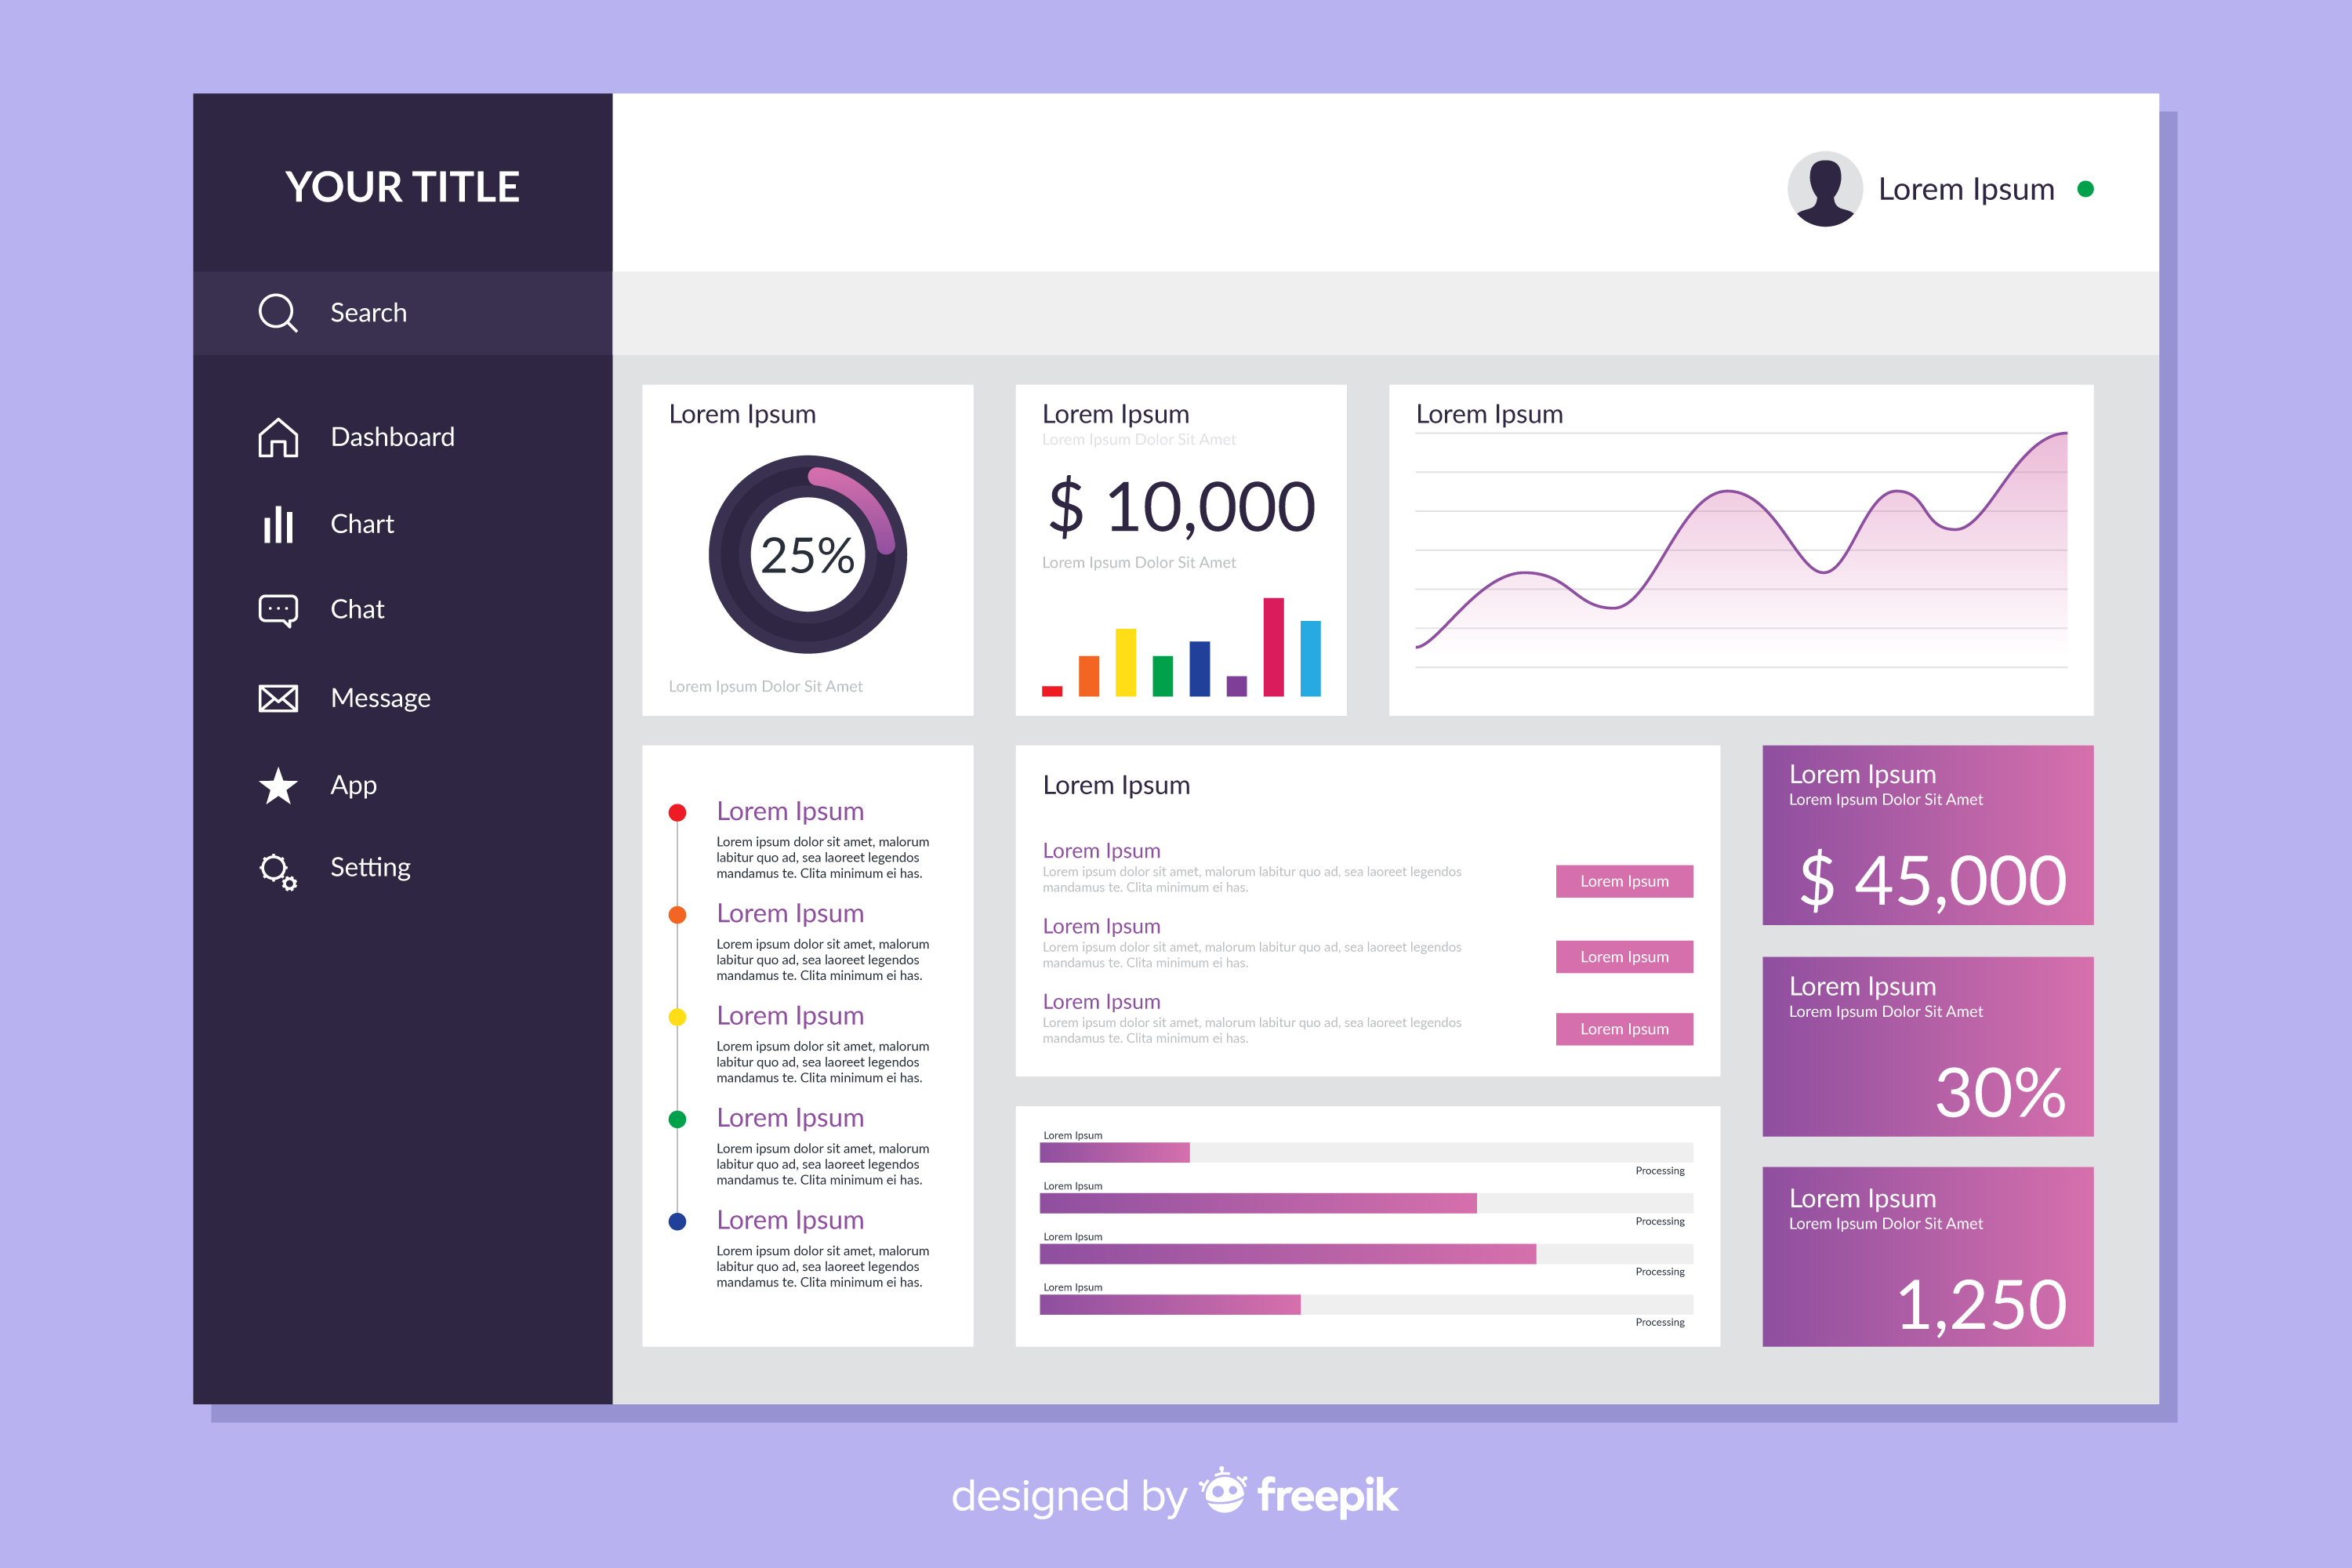 YOUR TITLE
Lorem Ipsum
Search
Dashboard
Chart
Chat
Message
App
Setting
Lorem Ipsum
25%
Lorem Ipsum Dolor Sit Amet
Lorem Ipsum
Lorem Ipsum Dolor Sit Amet
$ 10,000
Lorem Ipsum Dolor Sit Amet
Lorem Ipsum
Lorem Ipsum
Lorem ipsum dolor sit amet, malorum
labitur quo ad, sea laoreet legendos
mandamus te. Clita minimum ei has.
Lorem Ipsum
Lorem ipsum dolor sit amet, malorum
labitur quo ad, sea laoreet legendos
mandamus te. Clita minimum ei has.
Lorem Ipsum
Lorem ipsum dolor sit amet, malorum
labitur quo ad, sea laoreet legendos
mandamus te. Clita minimum ei has.
Lorem Ipsum
Lorem ipsum dolor sit amet, malorum
labitur quo ad, sea laoreet legendos
mandamus te. Clita minimum ei has.
Lorem Ipsum
Lorem ipsum dolor sit amet, malorum
labitur quo ad, sea laoreet legendos
mandamus te. Clita minimum ei has.
Lorem Ipsum
Lorem Ipsum
Lorem ipsum dolor sit amet, malorum labitur quo ad, sea laoreet legendos
mandamus te. Clita minimum ei has.
Lorem Ipsum
Lorem Ipsum
Lorem ipsum dolor sit amet, malorum labitur quo ad, sea laoreet legendos
mandamus te. Clita minimum ei has.
Lorem Ipsum
Lorem Ipsum
Lorem ipsum dolor sit amet, malorum labitur quo ad, sea laoreet legendos
mandamus te. Clita minimum ei has.
Lorem Ipsum
Lorem Ipsum
Processing
Lorem Ipsum
Processing
Lorem Ipsum
Processing
Lorem Ipsum
Processing
Lorem Ipsum
Lorem Ipsum Dolor Sit Amet
$ 45,000
Lorem Ipsum
Lorem Ipsum Dolor Sit Amet
30%
Lorem Ipsum
Lorem Ipsum Dolor Sit Amet
1,250
designed by freepik